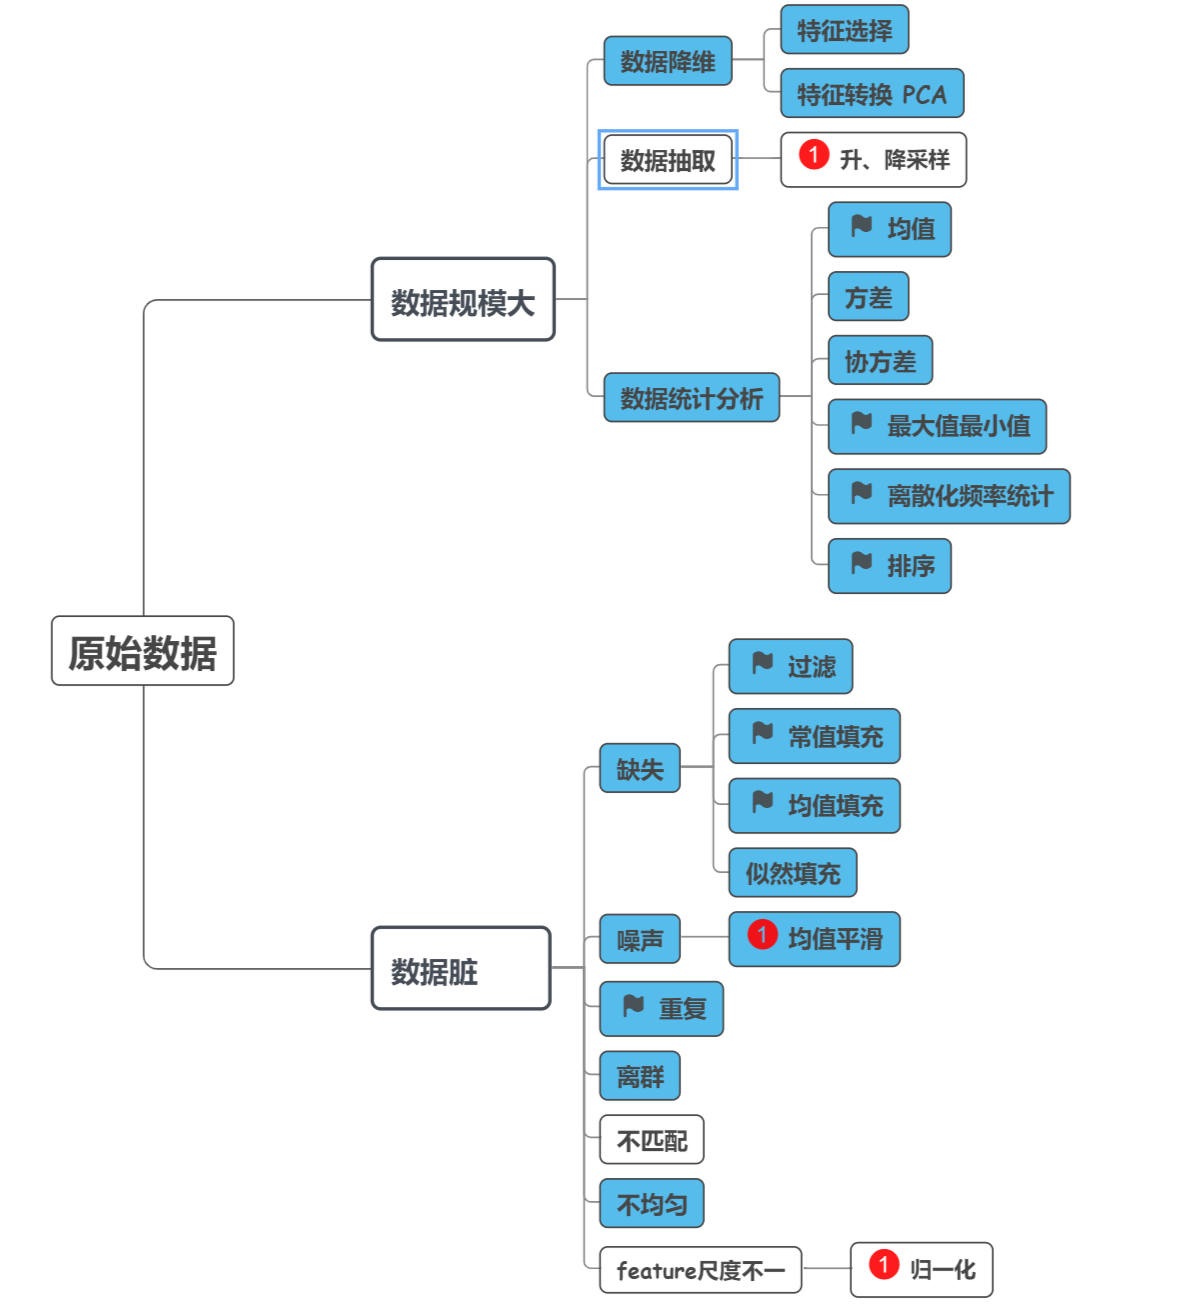 原始数据
数据规模大
数据降维
特征选择
特征转换 PCA
数据抽取
1 升、降采样
数据统计分析
均值
方差
协方差
最大值最小值
离散化频率统计
排序
数据脏
缺失
过滤
常值填充
均值填充
似然填充
噪声
1 均值平滑
重复
离群
不匹配
不均匀
feature尺度不一
1 归一化